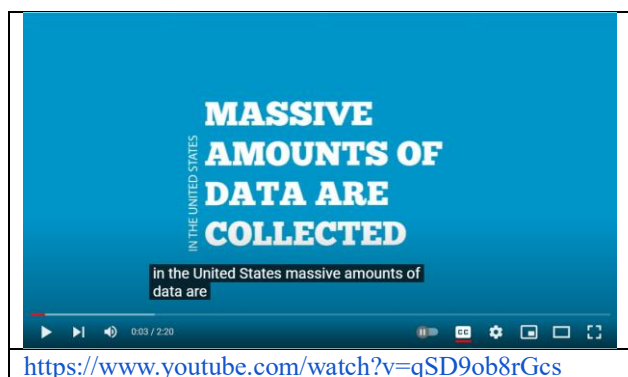 IN THE UNITED STATES
MASSIVE
AMOUNTS OF
DATA ARE
COLLECTED
in the United States massive amounts of
data are
0:03 / 2:20
CC
https://www.youtube.com/watch?v=qSD9ob8rGcs